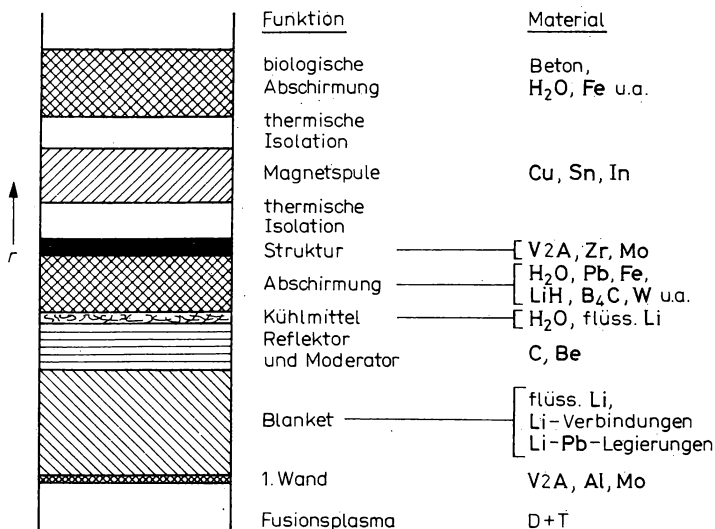 Funktion Material
biologische Beton,
Abschirmung H₂O, Fe u.a.
thermische
Isolation
Magnetspule Cu, Sn, In
thermische
Isolation
Struktur V2A, Zr, Mo
Abschirmung H₂O, Pb, Fe,
LiH, B₄C, W u.a.
Kühlmittel H₂O, flüss. Li
Reflektor
und Moderator C, Be
Blanket flüss. Li,
Li-Verbindungen
Li-Pb-Legierungen
1. Wand V2A, Al, Mo
Fusionsplasma D+T
r